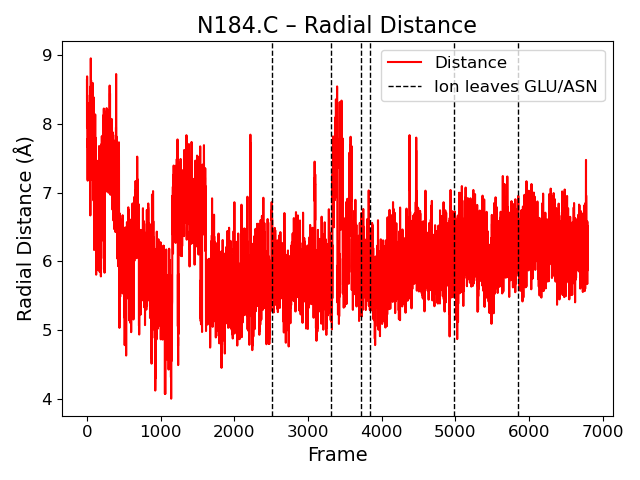 N184.C – Radial Distance
Distance
Ion leaves GLU/ASN
Radial Distance (Å)
9
8
7
6
5
4
0
1000
2000
3000
4000
5000
6000
7000
Frame